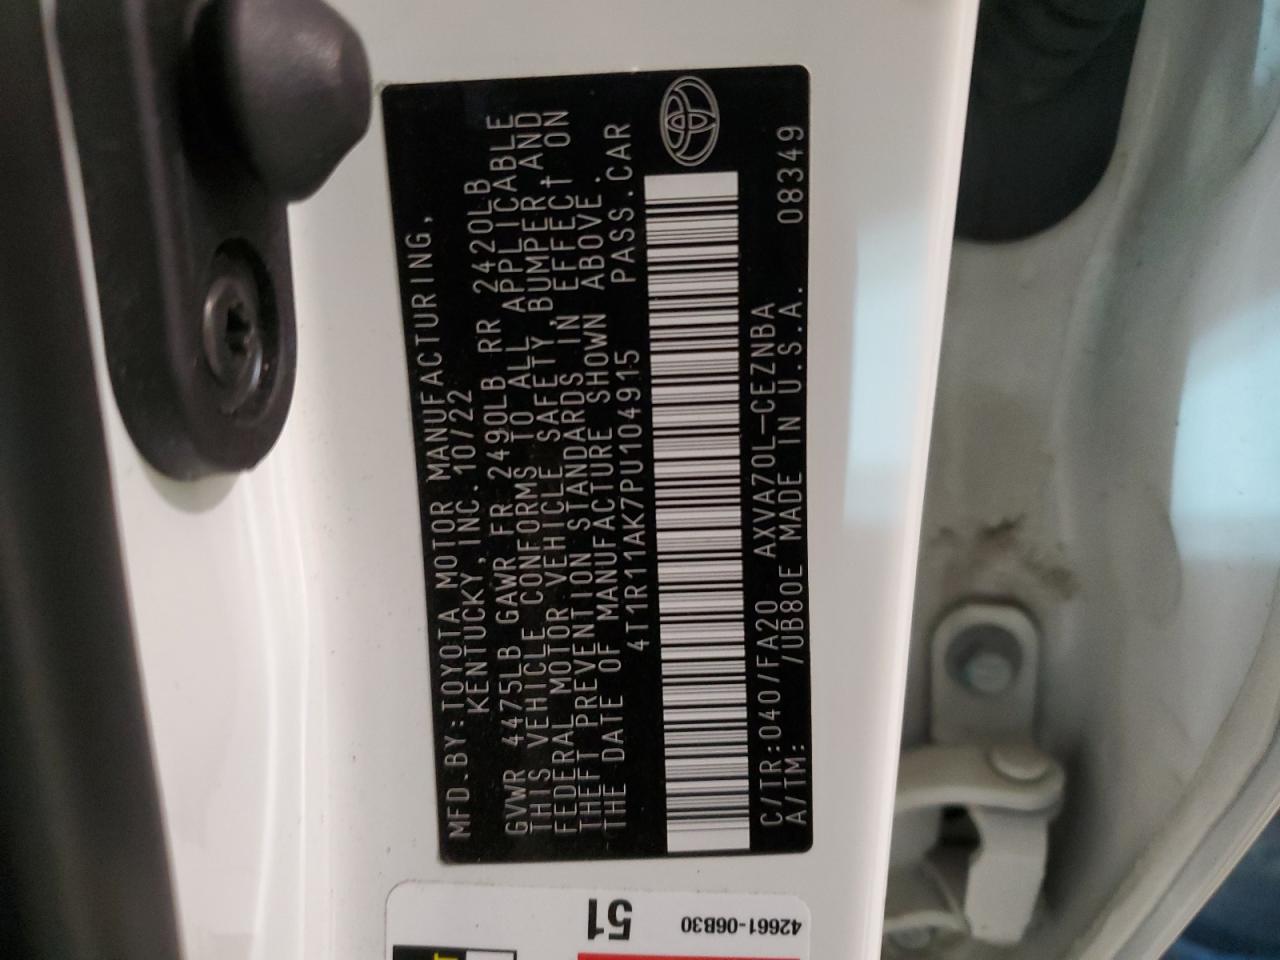 MFD.BY:TOYOTA MOTOR MANUFACTURING,
KENTUCKY,INC.10/22
GVWR 4475LB GAWR FR 2490LB RR 2420LB
THIS VEHICLE CONFORMS TO ALL APPLICABLE
FEDERAL MOTOR VEHICLE SAFETY,BUMPER,AND
THEFT PREVENTION STANDARDS IN EFFECT ON
THE DATE OF MANUFACTURE SHOWN ABOVE.
4T1R11AK7PU104915 PASS.CAR
C/TR:040/FA20 AXVA70L-CEZNBA
A/TM: /UB80E MADE IN U.S.A. 08349
51
42661-06B30